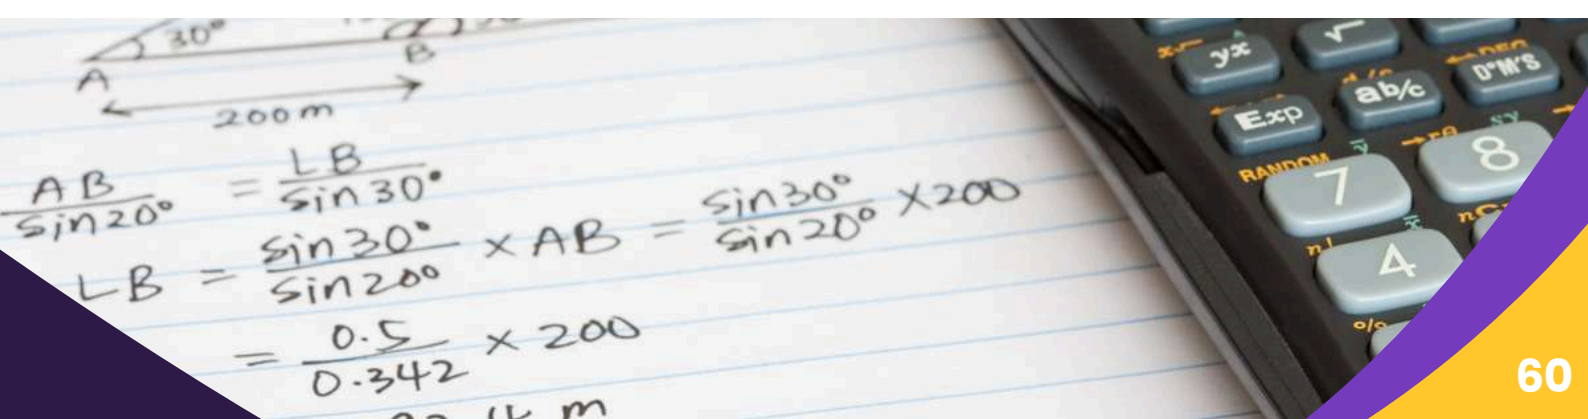 30°
A
B
200 m
AB/sin20° = LB/sin30°
LB = sin30°/sin20° × AB = sin30°/sin20° × 200
= 0.5/0.342 × 200
m
yx
√
Exp
ab/c
D°M'S
RANDOM
7
8
n!
4
%
60